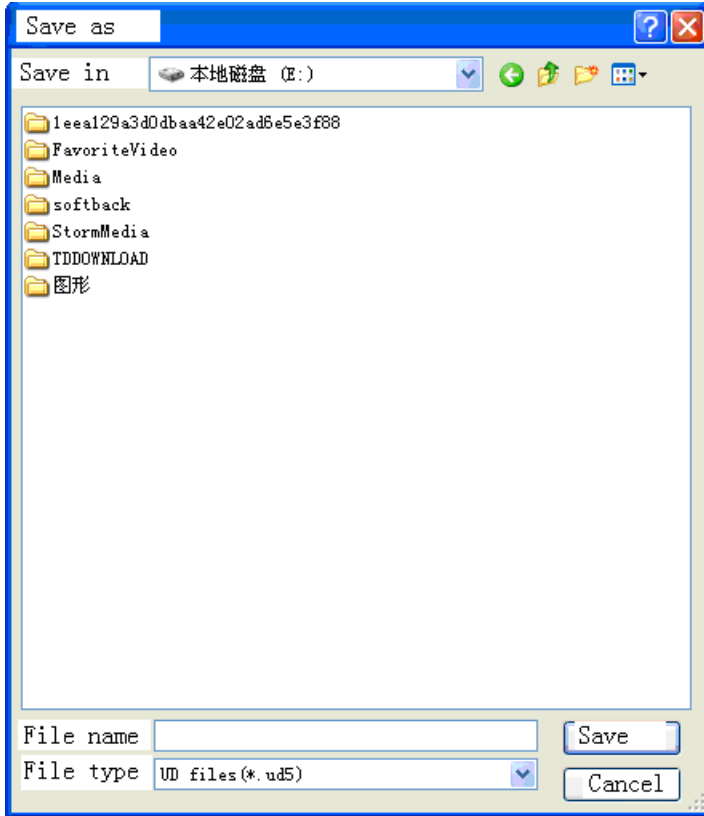 Save as
Save in 本地磁盘 (E:)
1eea129a3d0dbaa42e02ad6e5e3f88
FavoriteVideo
Media
softback
StormMedia
TDDOWNLOAD
图形
File name Save
File type UD files(*.ud5) Cancel